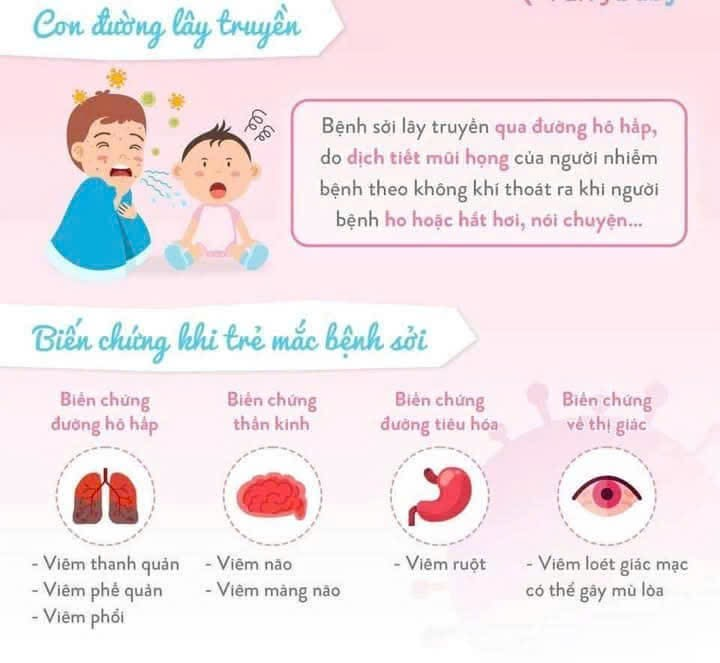 Con đường lây truyền
Bệnh sởi lây truyền qua đường hô hấp,
do dịch tiết mũi họng của người nhiễm
bệnh theo không khí thoát ra khi người
bệnh ho hoặc hắt hơi, nói chuyện...
Biến chứng khi trẻ mắc bệnh sởi
Biến chứng
đường hô hấp
Biến chứng
thần kinh
Biến chứng
đường tiêu hóa
Biến chứng
về thị giác
- Viêm thanh quản
- Viêm phế quản
- Viêm phổi
- Viêm não
- Viêm màng não
- Viêm ruột
- Viêm loét giác mạc
có thể gây mù lòa